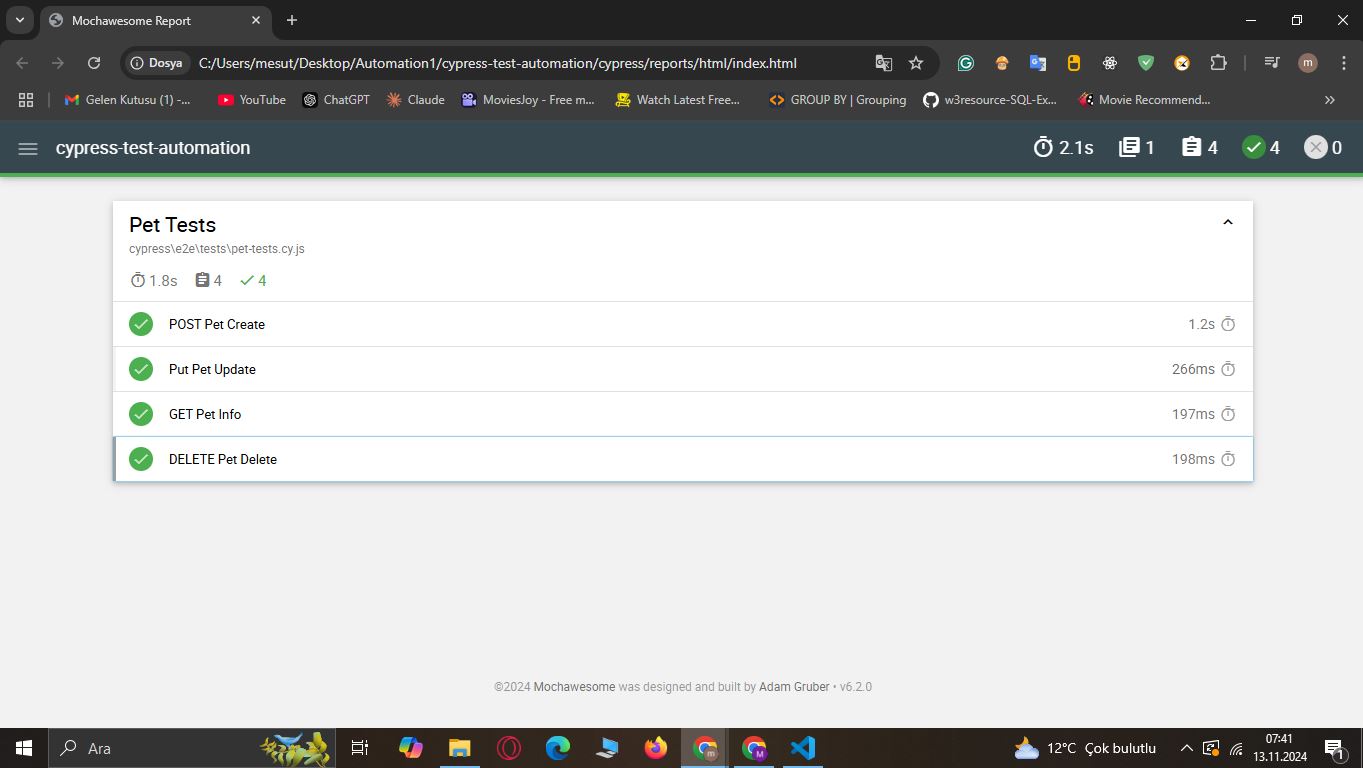 Mochawesome Report
Dosya C:/Users/mesut/Desktop/Automation1/cypress-test-automation/cypress/reports/html/index.html
m
Gelen Kutusu (1) -... YouTube ChatGPT Claude MoviesJoy - Free m... Watch Latest Free... GROUP BY | Grouping w3resource-SQL-Ex... Movie Recommend...
cypress-test-automation 2.1s 1 4 4 0
Pet Tests
cypress\e2e\tests\pet-tests.cy.js
1.8s 4 4
POST Pet Create 1.2s
Put Pet Update 266ms
GET Pet Info 197ms
DELETE Pet Delete 198ms
©2024 Mochawesome was designed and built by Adam Gruber • v6.2.0
Ara 12°C Çok bulutlu 07:41
13.11.2024 1